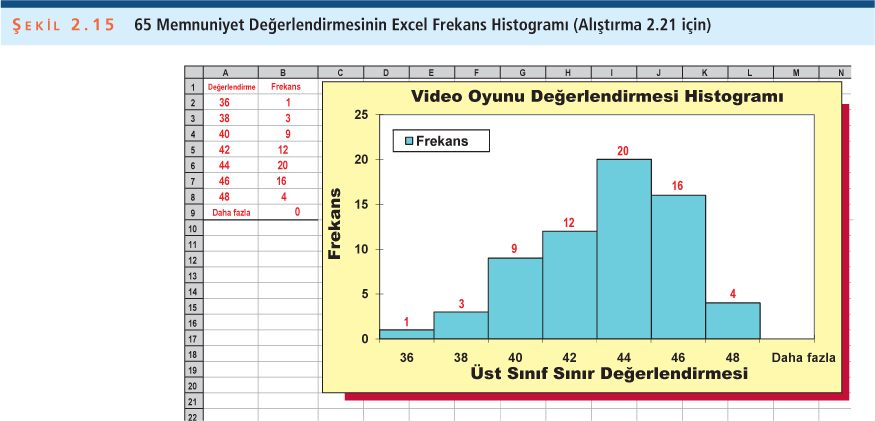 ŞEKİL 2.15 65 Memnuniyet Değerlendirmesinin Excel Frekans Histogramı (Alıştırma 2.21 için)
A B C D E F G H I J K L M N
1 Değerlendirme Frekans
2 36 1
3 38 3
4 40 9
5 42 12
6 44 20
7 46 16
8 48 4
9 Daha fazla 0
10
11
12
13
14
15
16
17
18
19
20
21
22
Video Oyunu Değerlendirmesi Histogramı
Frekans
Frekans
25
20
15
10
5
0
1
3
9
12
20
16
4
36 38 40 42 44 46 48 Daha fazla
Üst Sınıf Sınır Değerlendirmesi